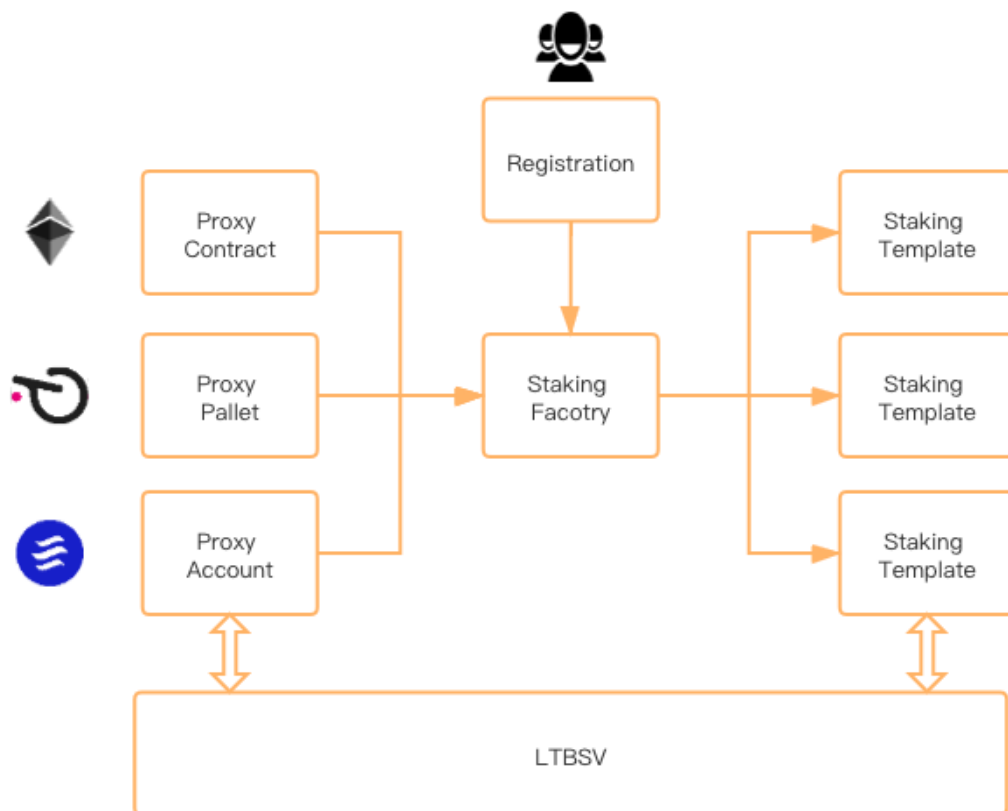 Registration
Proxy
Contract
Staking
Template
Proxy
Pallet
Staking
Facotry
Staking
Template
Proxy
Account
Staking
Template
LTBSV